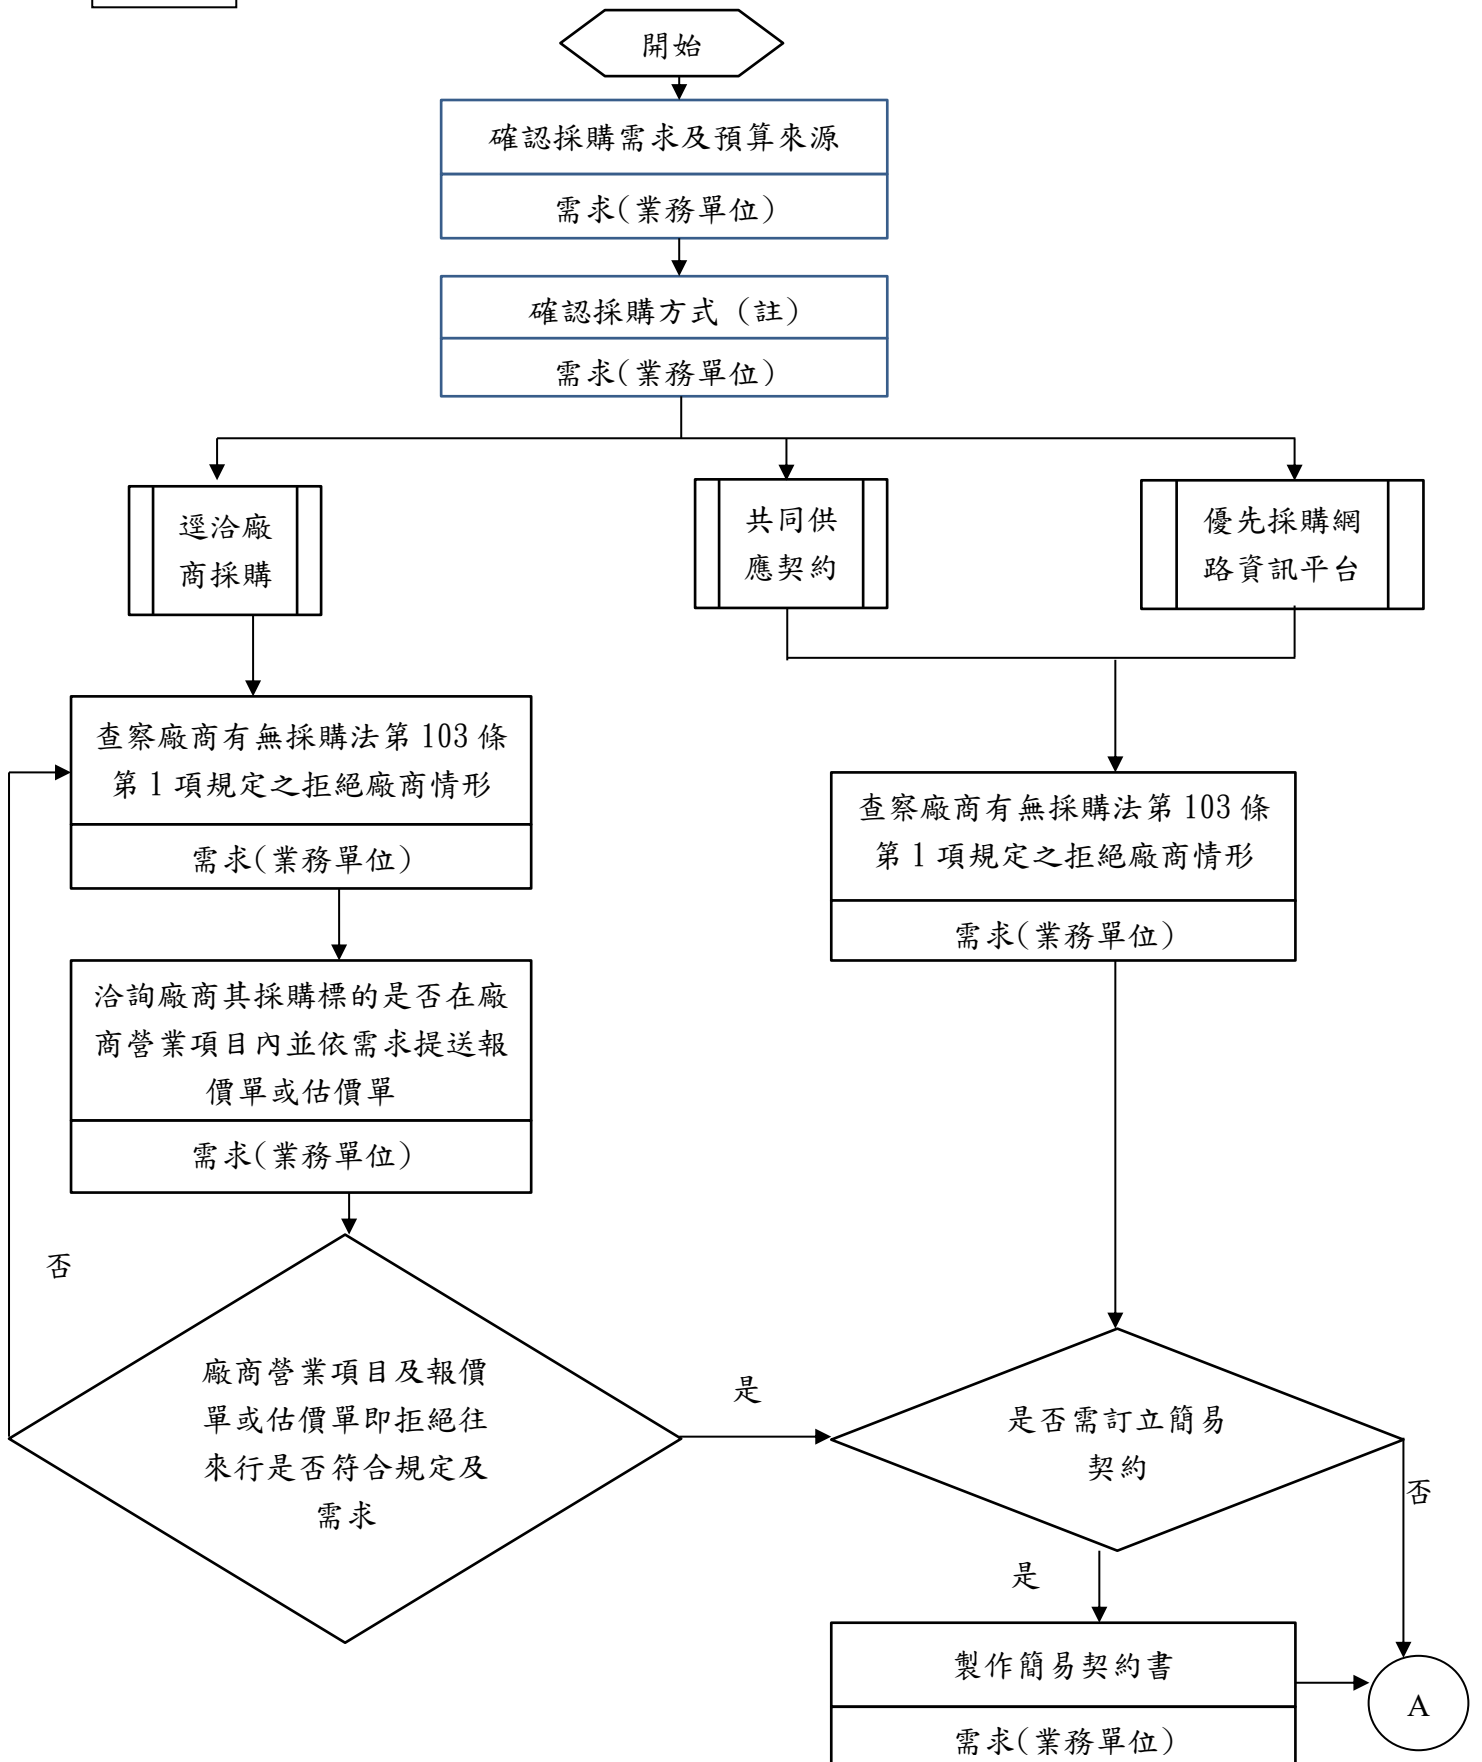 開始
確認採購需求及預算來源
需求(業務單位)
確認採購方式（註）
需求(業務單位)
逕洽廠
商採購
共同供
應契約
優先採購網
路資訊平台
查察廠商有無採購法第 103 條
第 1 項規定之拒絕廠商情形
需求(業務單位)
查察廠商有無採購法第 103 條
第 1 項規定之拒絕廠商情形
需求(業務單位)
洽詢廠商其採購標的是否在廠
商營業項目內並依需求提送報
價單或估價單
需求(業務單位)
否
廠商營業項目及報價
單或估價單即拒絕往
來行是否符合規定及
需求
是
是否需訂立簡易
契約
否
是
製作簡易契約書
需求(業務單位)
A